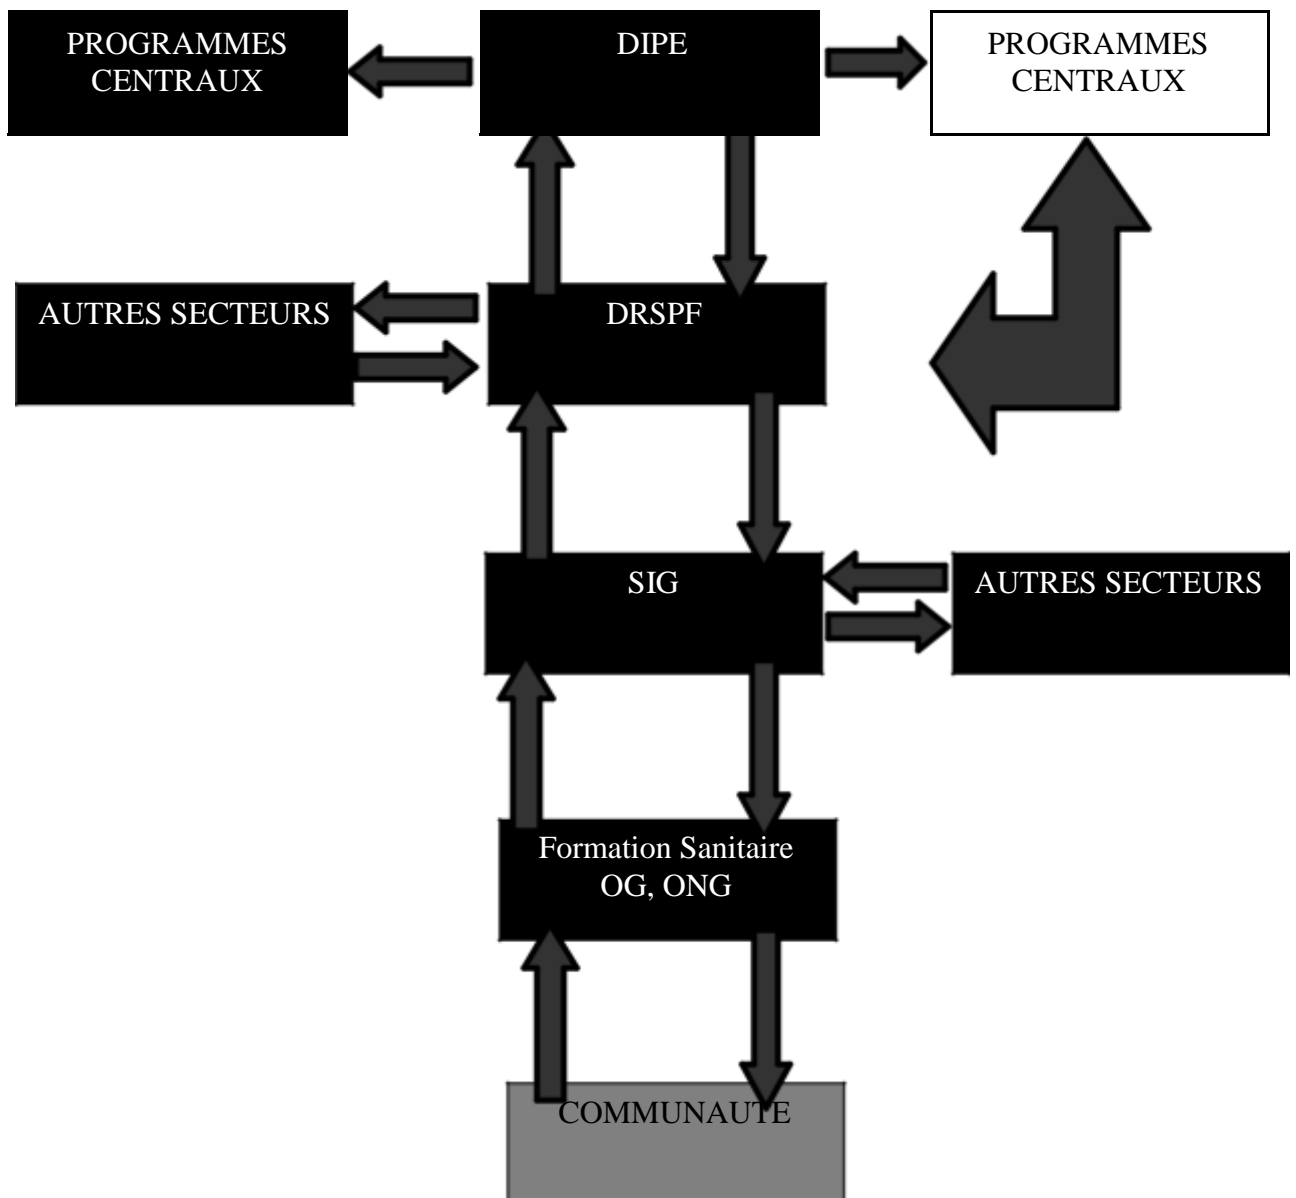 PROGRAMMES
CENTRAUX
DIPE
PROGRAMMES
CENTRAUX
AUTRES SECTEURS
DRSPF
SIG
AUTRES SECTEURS
Formation Sanitaire
OG, ONG
COMMUNAUTE